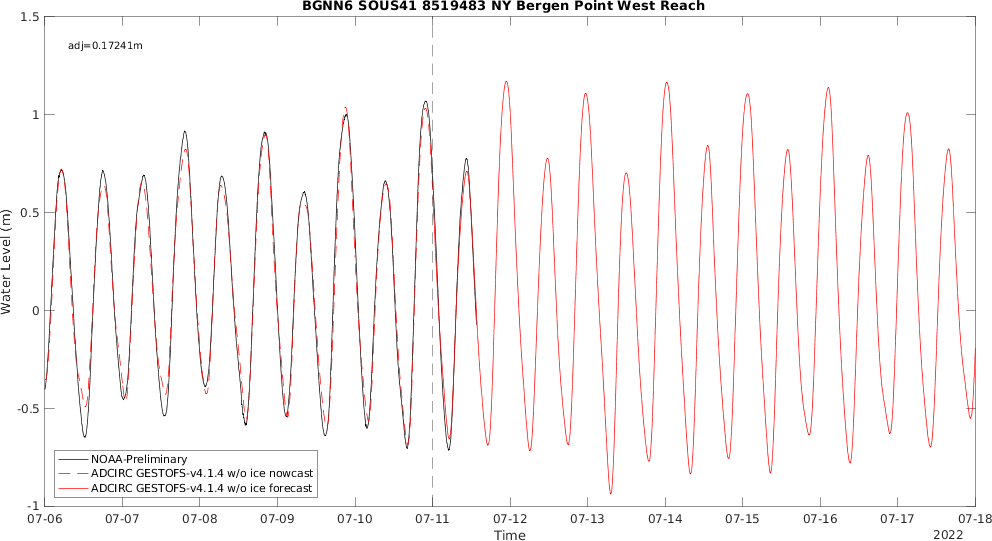 BGNN6 SOUS41 8519483 NY Bergen Point West Reach
1.5
adj=0.17241m
1
0.5
Water Level (m)
0
-0.5
-1
NOAA-Preliminary
ADCIRC GESTOFS-v4.1.4 w/o ice nowcast
ADCIRC GESTOFS-v4.1.4 w/o ice forecast
07-06 07-07 07-08 07-09 07-10 07-11 07-12 07-13 07-14 07-15 07-16 07-17 07-18
Time
2022